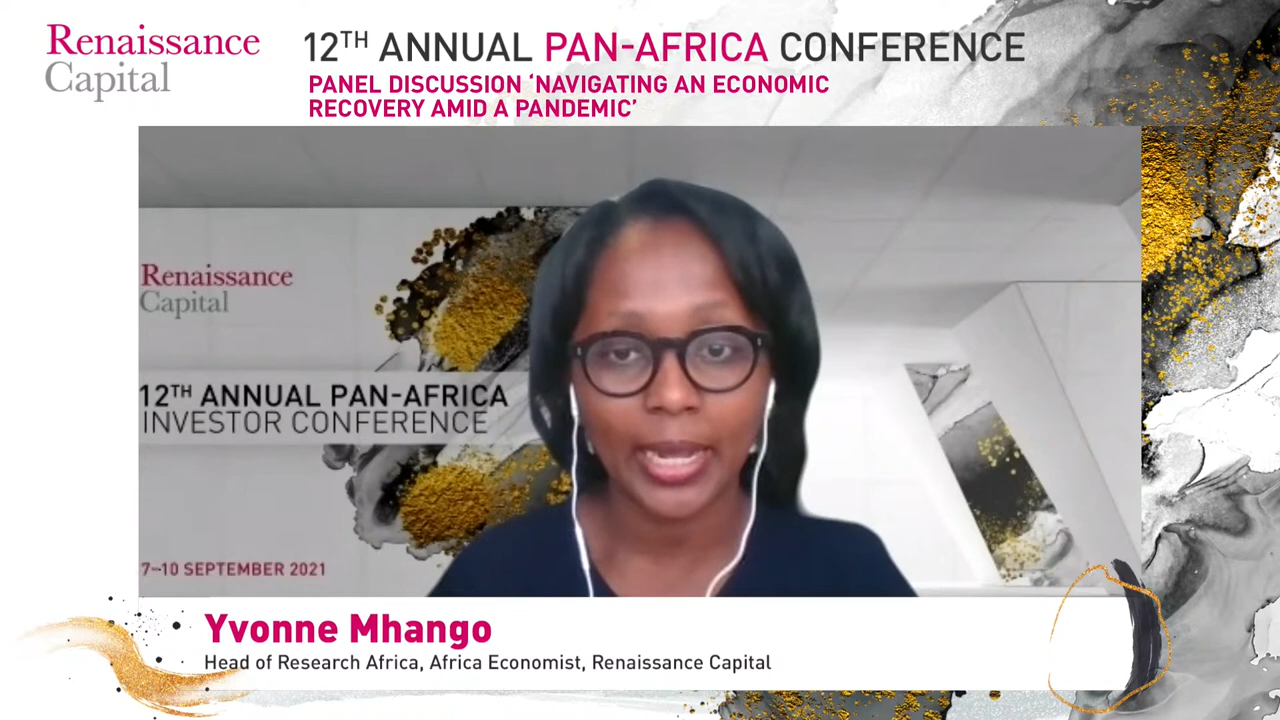 Renaissance
Capital
12TH ANNUAL PAN-AFRICA CONFERENCE
PANEL DISCUSSION ‘NAVIGATING AN ECONOMIC
RECOVERY AMID A PANDEMIC’
Renaissance
Capital
12TH ANNUAL PAN-AFRICA
INVESTOR CONFERENCE
7–10 SEPTEMBER 2021
Yvonne Mhango
Head of Research Africa, Africa Economist, Renaissance Capital